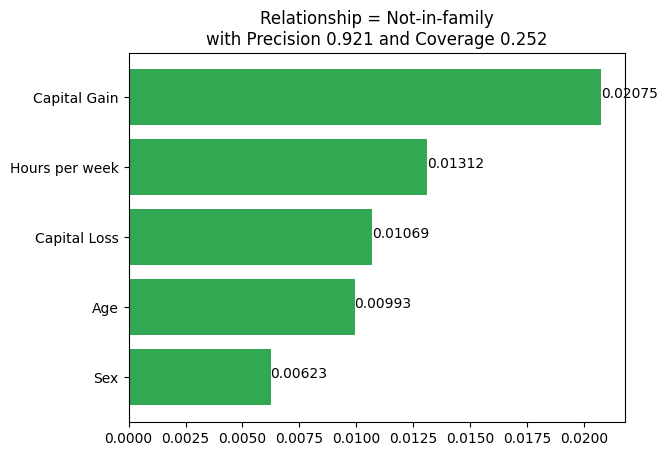 Relationship = Not-in-family
with Precision 0.921 and Coverage 0.252
Capital Gain
0.02075
Hours per week
0.01312
Capital Loss
0.01069
Age
0.00993
Sex
0.00623
0.0000 0.0025 0.0050 0.0075 0.0100 0.0125 0.0150 0.0175 0.0200